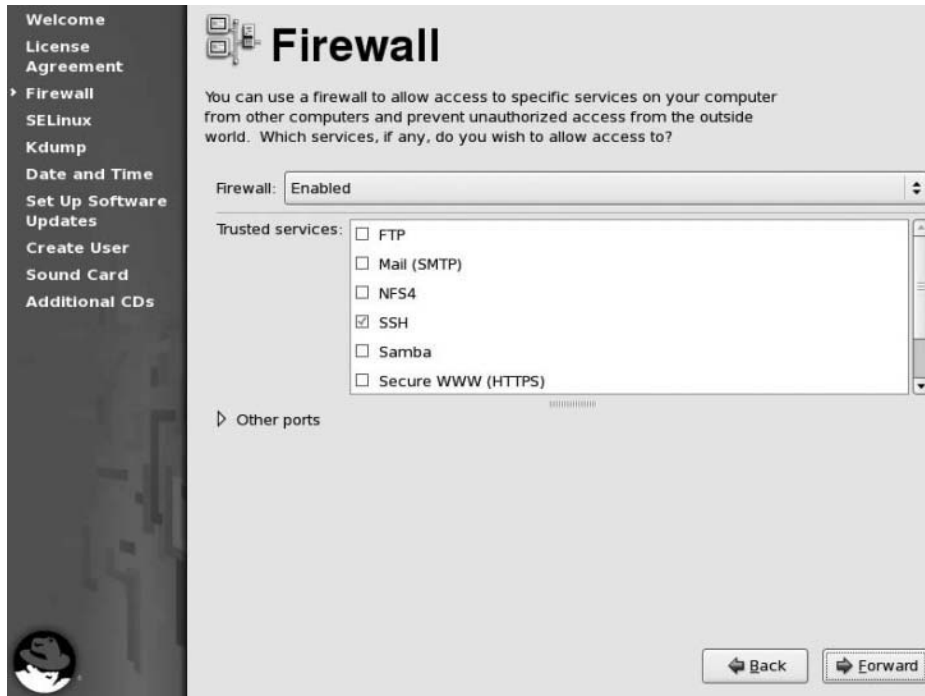 Welcome
License
Agreement
Firewall
SELinux
Kdump
Date and Time
Set Up Software
Updates
Create User
Sound Card
Additional CDs
Firewall
You can use a firewall to allow access to specific services on your computer
from other computers and prevent unauthorized access from the outside
world. Which services, if any, do you wish to allow access to?
Firewall: Enabled
Trusted services:
FTP
Mail (SMTP)
NFS4
SSH
Samba
Secure WWW (HTTPS)
Other ports
Back Forward